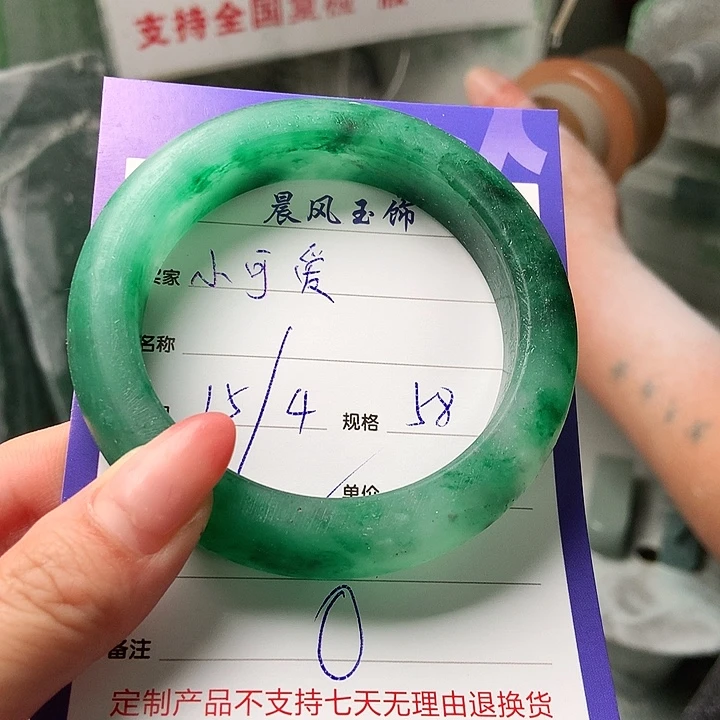 支持全国复检
晨风玉饰
家 小可爱
名称
15/4 规格 58
单价
备注 0
定制产品不支持七天无理由退换货